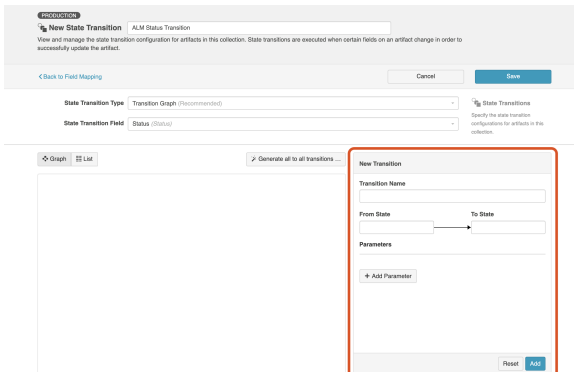 PRODUCTION
New State Transition
ALM Status Transition
View and manage the state transition configuration for artifacts in this collection. State transitions are executed when certain fields on an artifact change in order to
successfully update the artifact.
Back to Field Mapping
Cancel
Save
State Transition Type
Transition Graph (Recommended)
State Transition Field
Status (Status)
State Transitions
Specify the state transition
configurations for artifacts in this
collection.
Graph
List
Generate all to all transitions ...
New Transition
Transition Name
From State
To State
Parameters
+ Add Parameter
Reset
Add